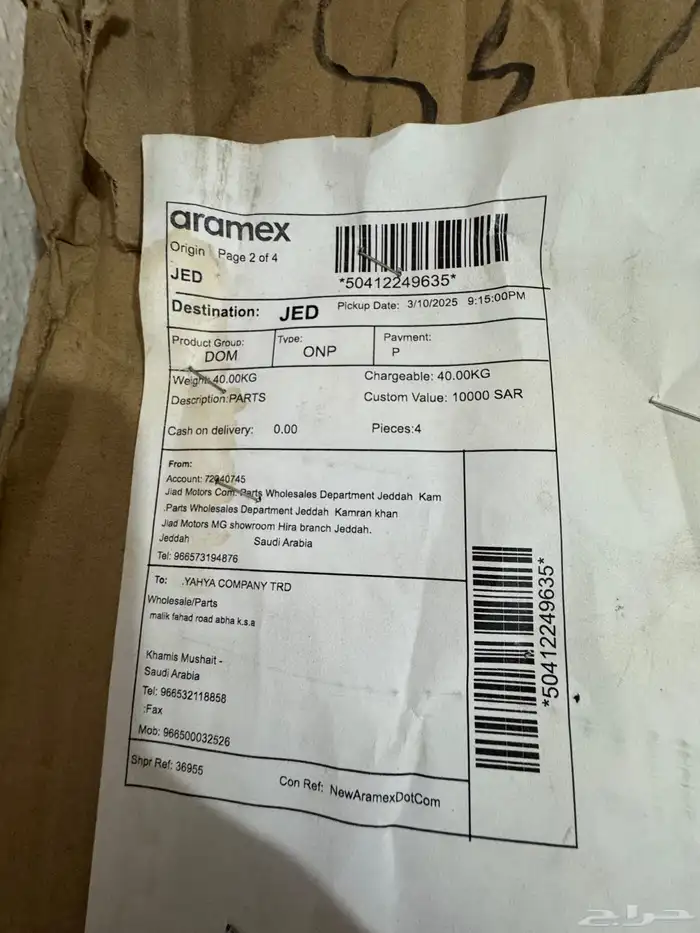 aramex
Origin Page 2 of 4
JED
*50412249635*
Destination: JED Pickup Date: 3/10/2025 9:15:00PM
Product Group: Type: Payment:
DOM ONP P
Weight: 40.00KG Chargeable: 40.00KG
Description:PARTS Custom Value: 10000 SAR
Cash on delivery: 0.00 Pieces:4
From:
Account: 72940745
Jiad Motors Com. Parts Wholesales Department Jeddah Kam
.Parts Wholesales Department Jeddah Kamran khan
Jiad Motors MG showroom Hira branch Jeddah.
Jeddah Saudi Arabia
Tel: 966573194876
To: .YAHYA COMPANY TRD
Wholesale/Parts
malik fahad road abha k.s.a
Khamis Mushait -
Saudi Arabia
Tel: 966532118858
:Fax
Mob: 966500032526
*50412249635*
Shpr Ref: 36955 Con Ref: NewAramexDotCom
حراج